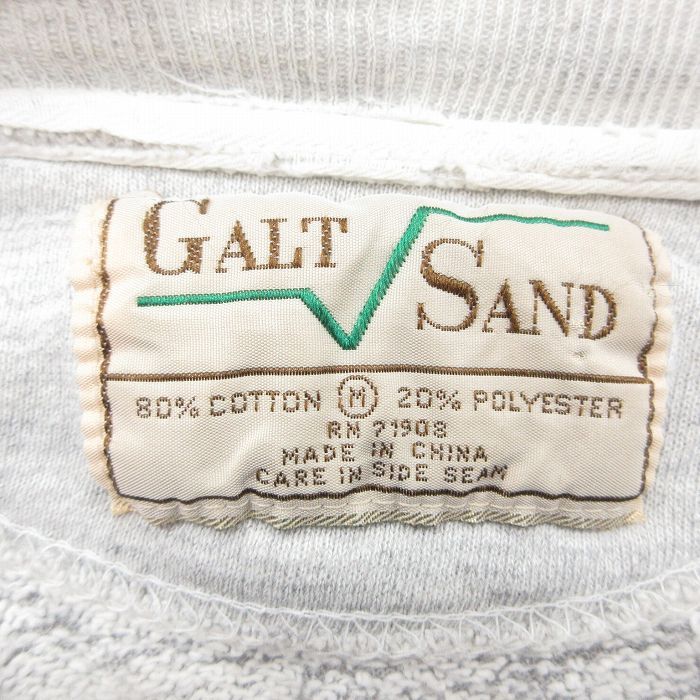 GALT
SAND
80% COTTON M 20% POLYESTER
RN 71908
MADE IN CHINA
CARE IN SIDE SEAM